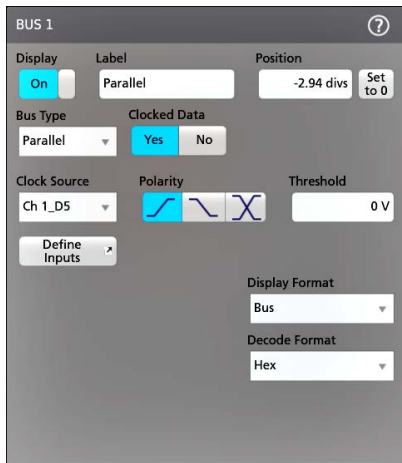 BUS 1
?
Display
Label
Position
On
Parallel
-2.94 divs
Set
to 0
Bus Type
Clocked Data
Parallel
Yes
No
Clock Source
Polarity
Threshold
Ch 1_D5
0 V
Define
Inputs
Display Format
Bus
Decode Format
Hex